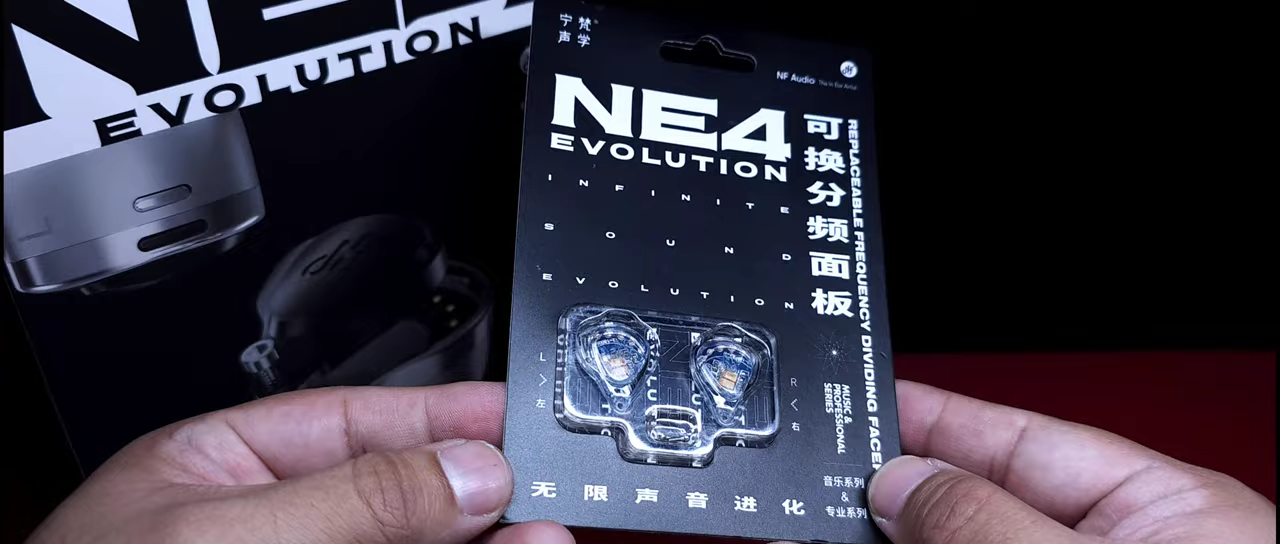 EVOLUTION
宁梵
声学
NF Audio
NE4
EVOLUTION
INFINITE
SOUND
EVOLUTION
可换分频面板
REPLACEABLE FREQUENCY DIVIDING
L
左
R
右
MUSIC &
PROFESSIONAL
SERIES
无限声音进化
音乐系列
&
专业系列